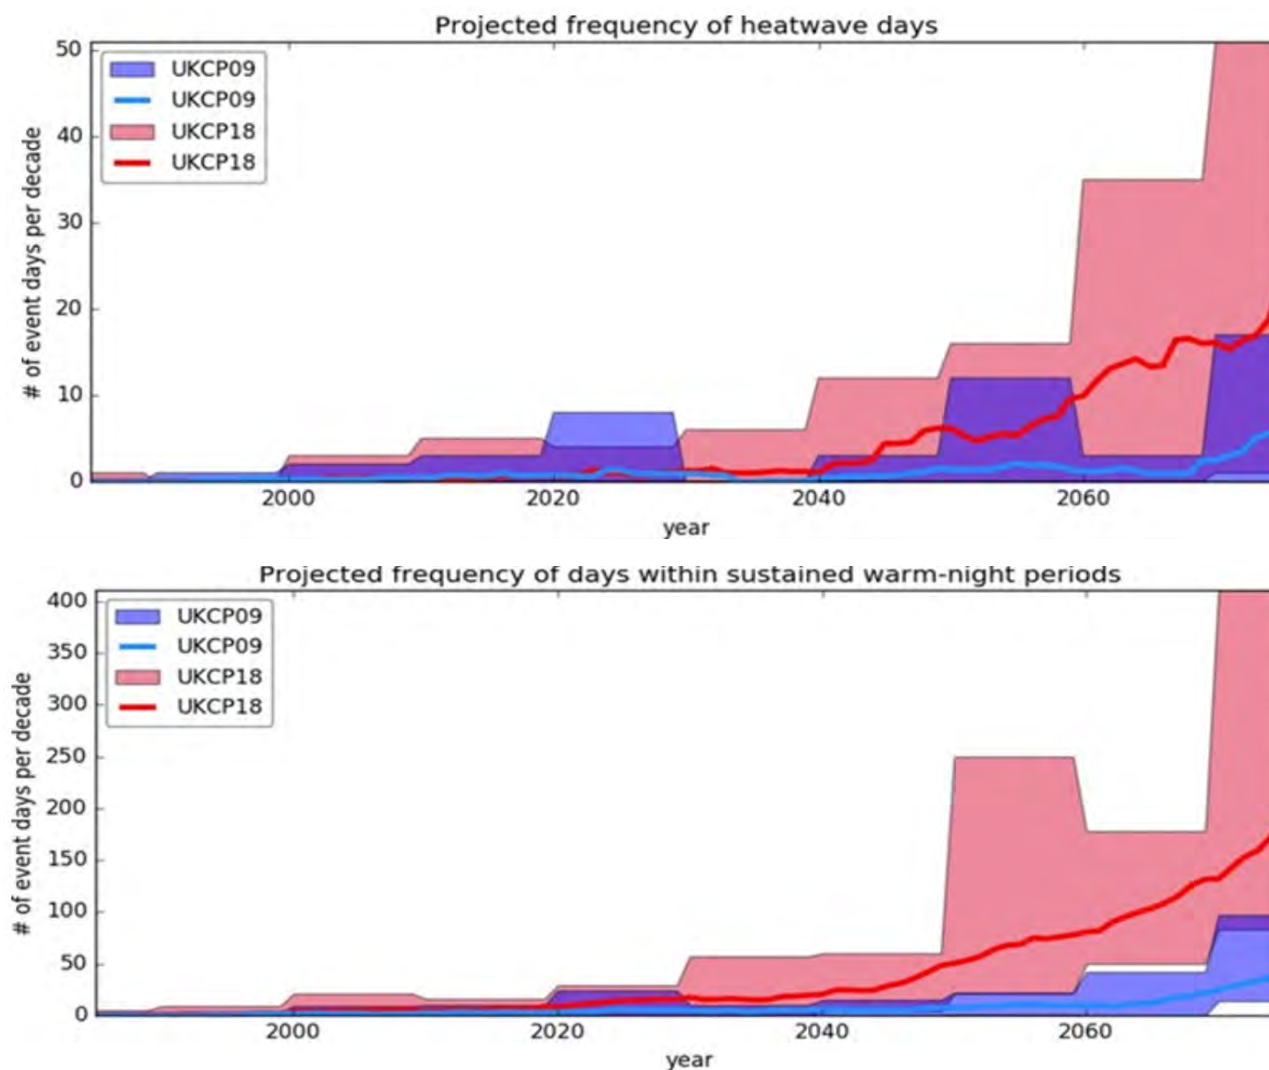 Projected frequency of heatwave days
50
40
30
20
10
0
# of event days per decade
UKCP09
UKCP09
UKCP18
UKCP18
2000 2020 2040 2060
year
Projected frequency of days within sustained warm-night periods
400
350
300
250
200
150
100
50
0
# of event days per decade
UKCP09
UKCP09
UKCP18
UKCP18
2000 2020 2040 2060
year